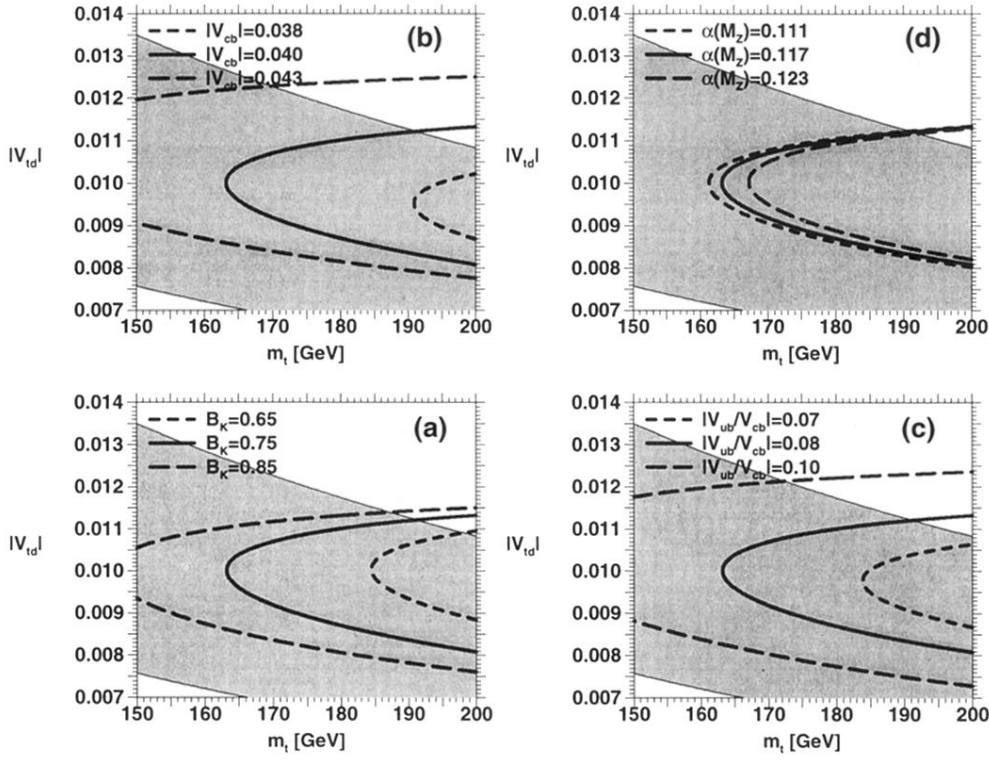 0.014
0.013
0.012
0.011
0.010
0.009
0.008
0.007
|V_td|
|V_cb|=0.038
|V_cb|=0.040
|V_cb|=0.043
(b)
150 160 170 180 190 200
m_t [GeV]
0.014
0.013
0.012
0.011
0.010
0.009
0.008
0.007
|V_td|
α(M_Z)=0.111
α(M_Z)=0.117
α(M_Z)=0.123
(d)
150 160 170 180 190 200
m_t [GeV]
0.014
0.013
0.012
0.011
0.010
0.009
0.008
0.007
|V_td|
B_K=0.65
B_K=0.75
B_K=0.85
(a)
150 160 170 180 190 200
m_t [GeV]
0.014
0.013
0.012
0.011
0.010
0.009
0.008
0.007
|V_td|
|V_ub/V_cb|=0.07
|V_ub/V_cb|=0.08
|V_ub/V_cb|=0.10
(c)
150 160 170 180 190 200
m_t [GeV]